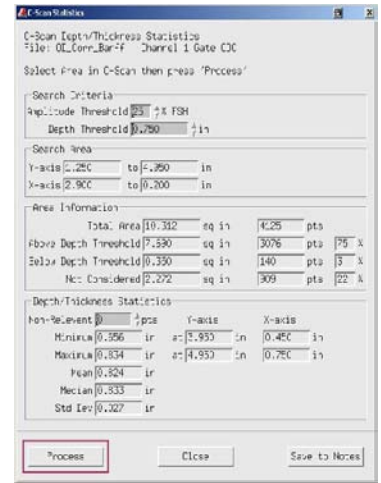 C-Scan Statistics
C-Scan Depth/Thickness Statistics
Channel 1 Gate
Select Area in C-Scan then press 'Process'
Search Criteria
Amplitude Threshold 25 % FSH
Depth Threshold 0.750 in
Search Area
Y-axis 1.250 to 4.950 in
X-axis 2.900 to 0.200 in
Area Information
Total Area 10.312 sq in 4125 pts
Above Depth Threshold 7.690 sq in 3076 pts 75 %
Below Depth Threshold 0.350 sq in 140 pts 3 %
Not Considered 2.272 sq in 909 pts 22 %
Depth/Thickness Statistics
Non-Relevent 0 pts Y-axis X-axis
Minimum 0.656 in at 3.950 in 0.450 in
Maximum 0.834 in at 4.950 in 0.750 in
Mean 0.824 in
Median 0.833 in
Std Dev 0.027 in
Process Close Save to Notes